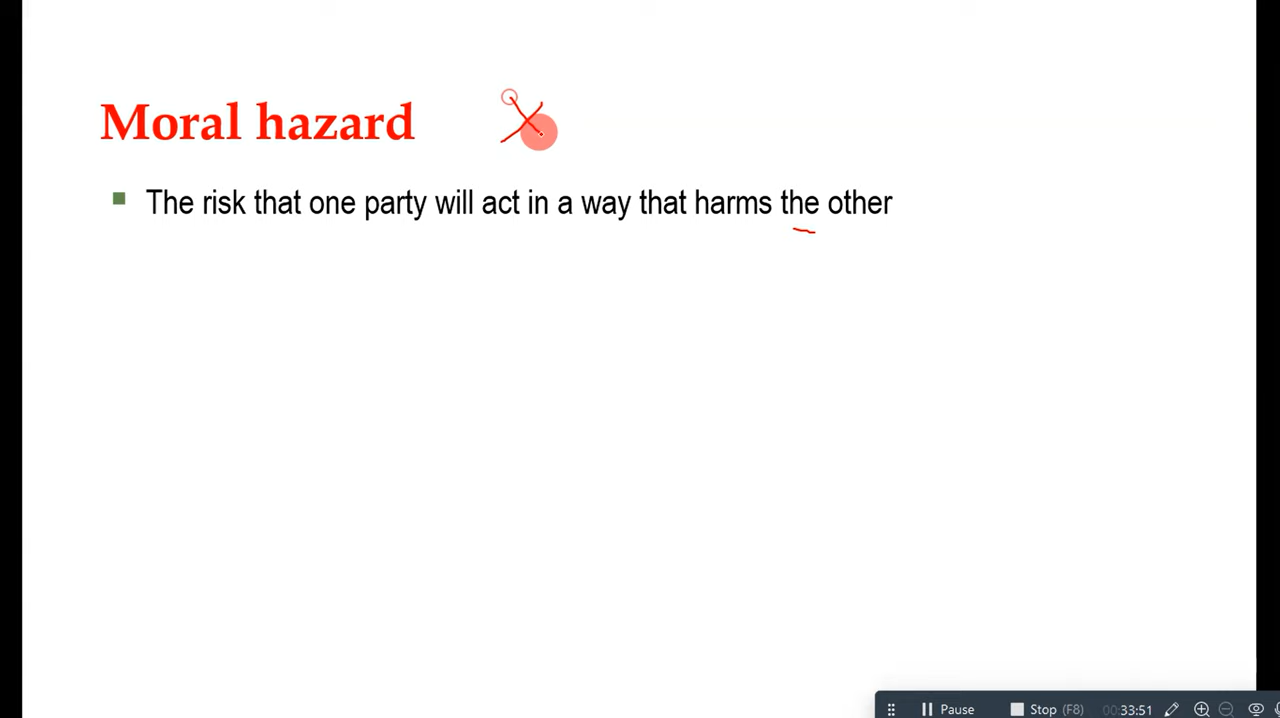 Moral hazard
The risk that one party will act in a way that harms the other
Pause Stop (F8) 00:33:51